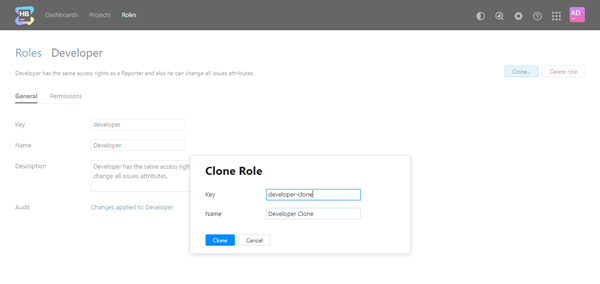 HB
Dashboards Projects Roles
AD
Roles Developer
Developer has the same access rights as a Reporter and also he can change all issues attributes.
Clone... Delete role
General Permissions
Key developer
Name Developer
Description Developer has the same access righ
change all issues attributes.
Audit Changes applied to Developer
Clone Role
Key developer-clone
Name Developer Clone
Clone Cancel